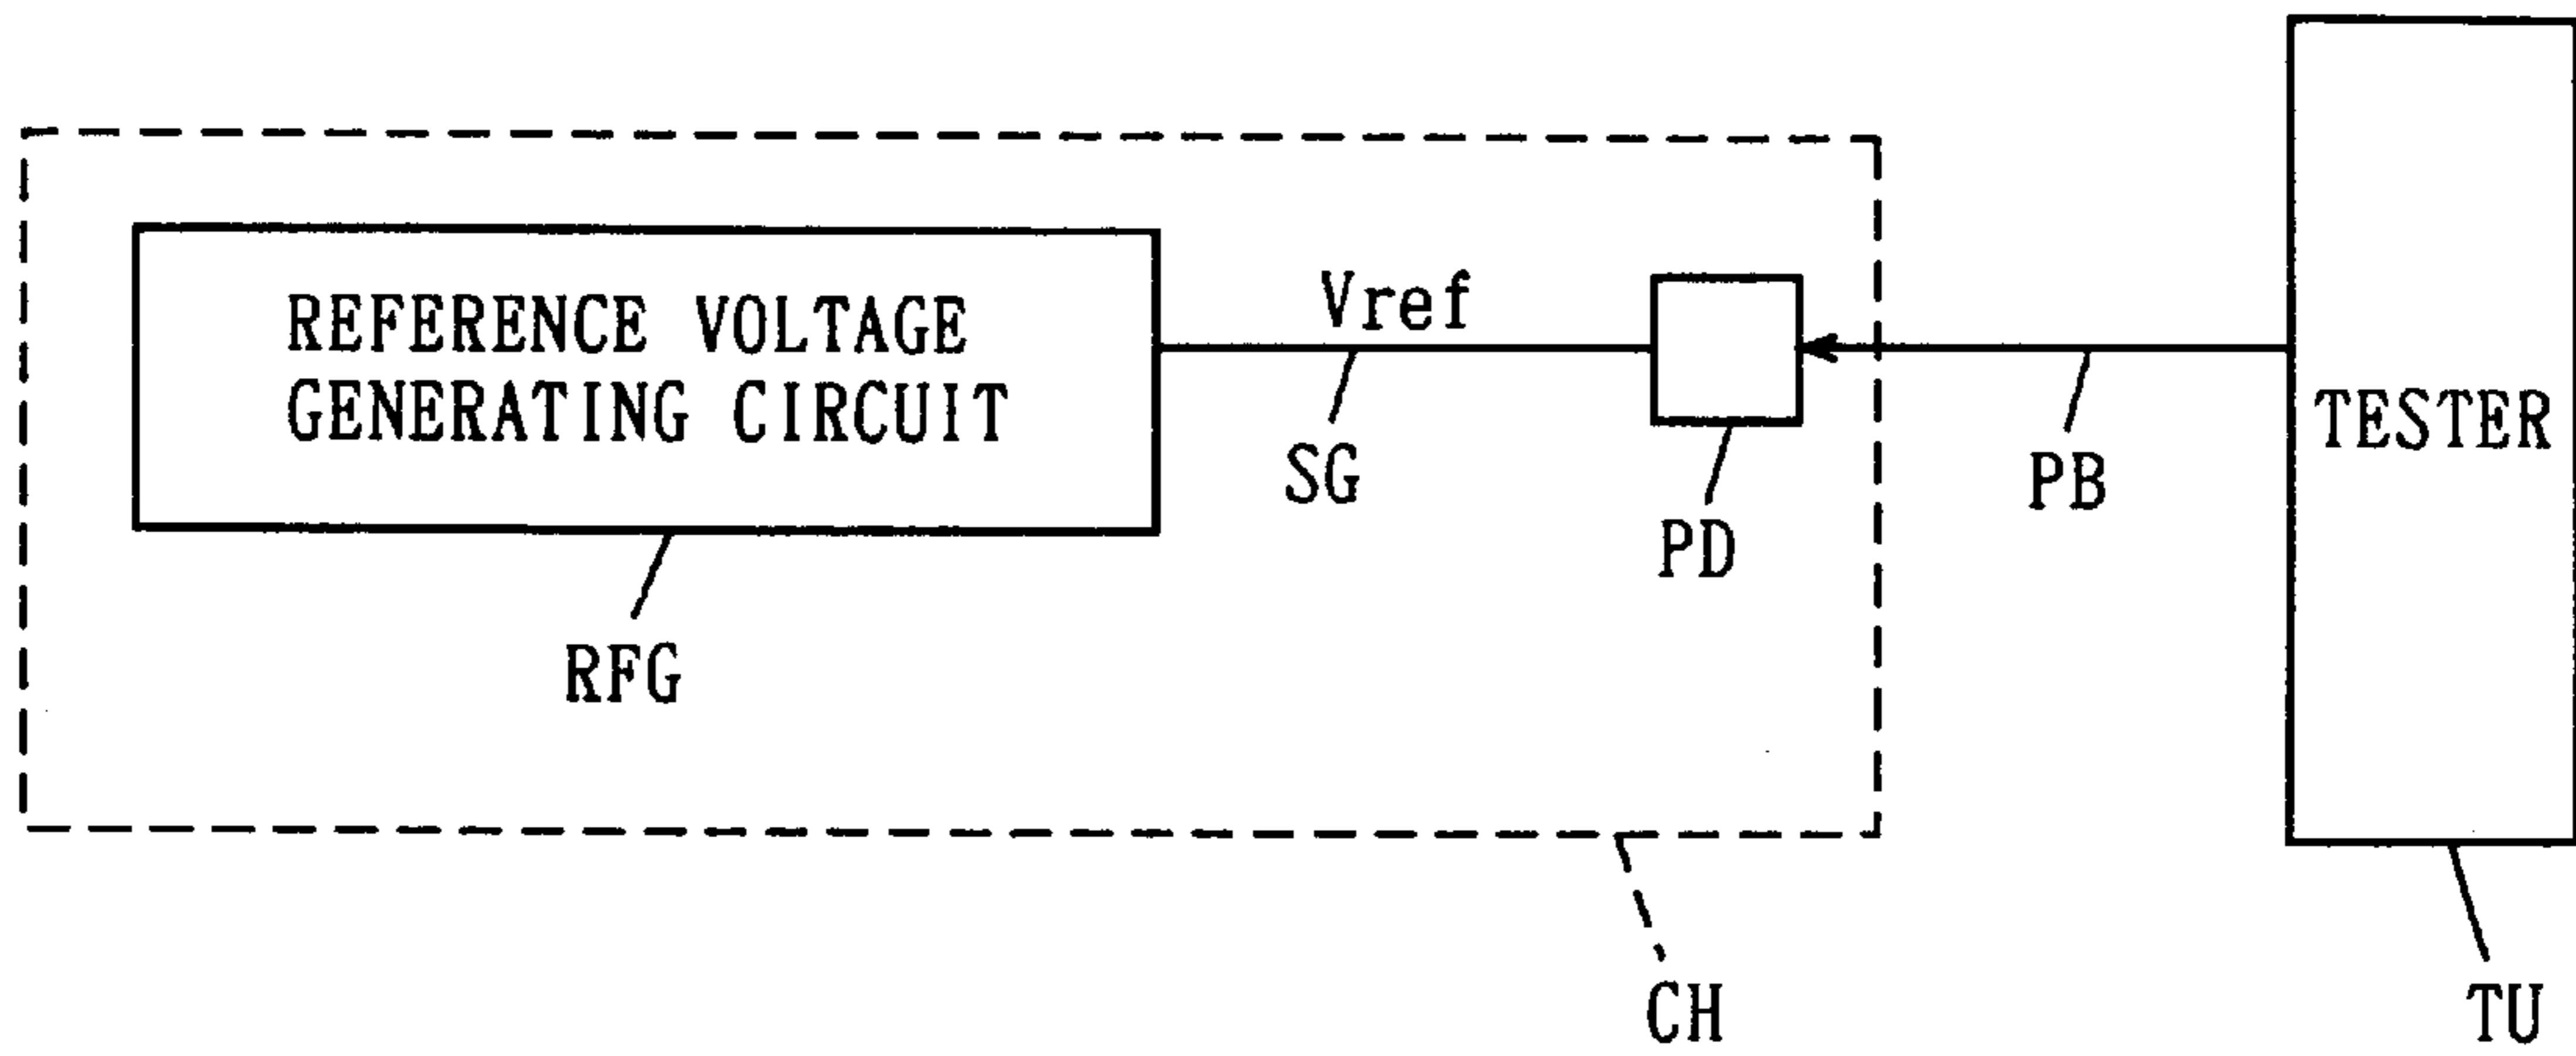 REFERENCE VOLTAGE
GENERATING CIRCUIT
Vref
SG
PD
PB
TESTER
RFG
CH
TU